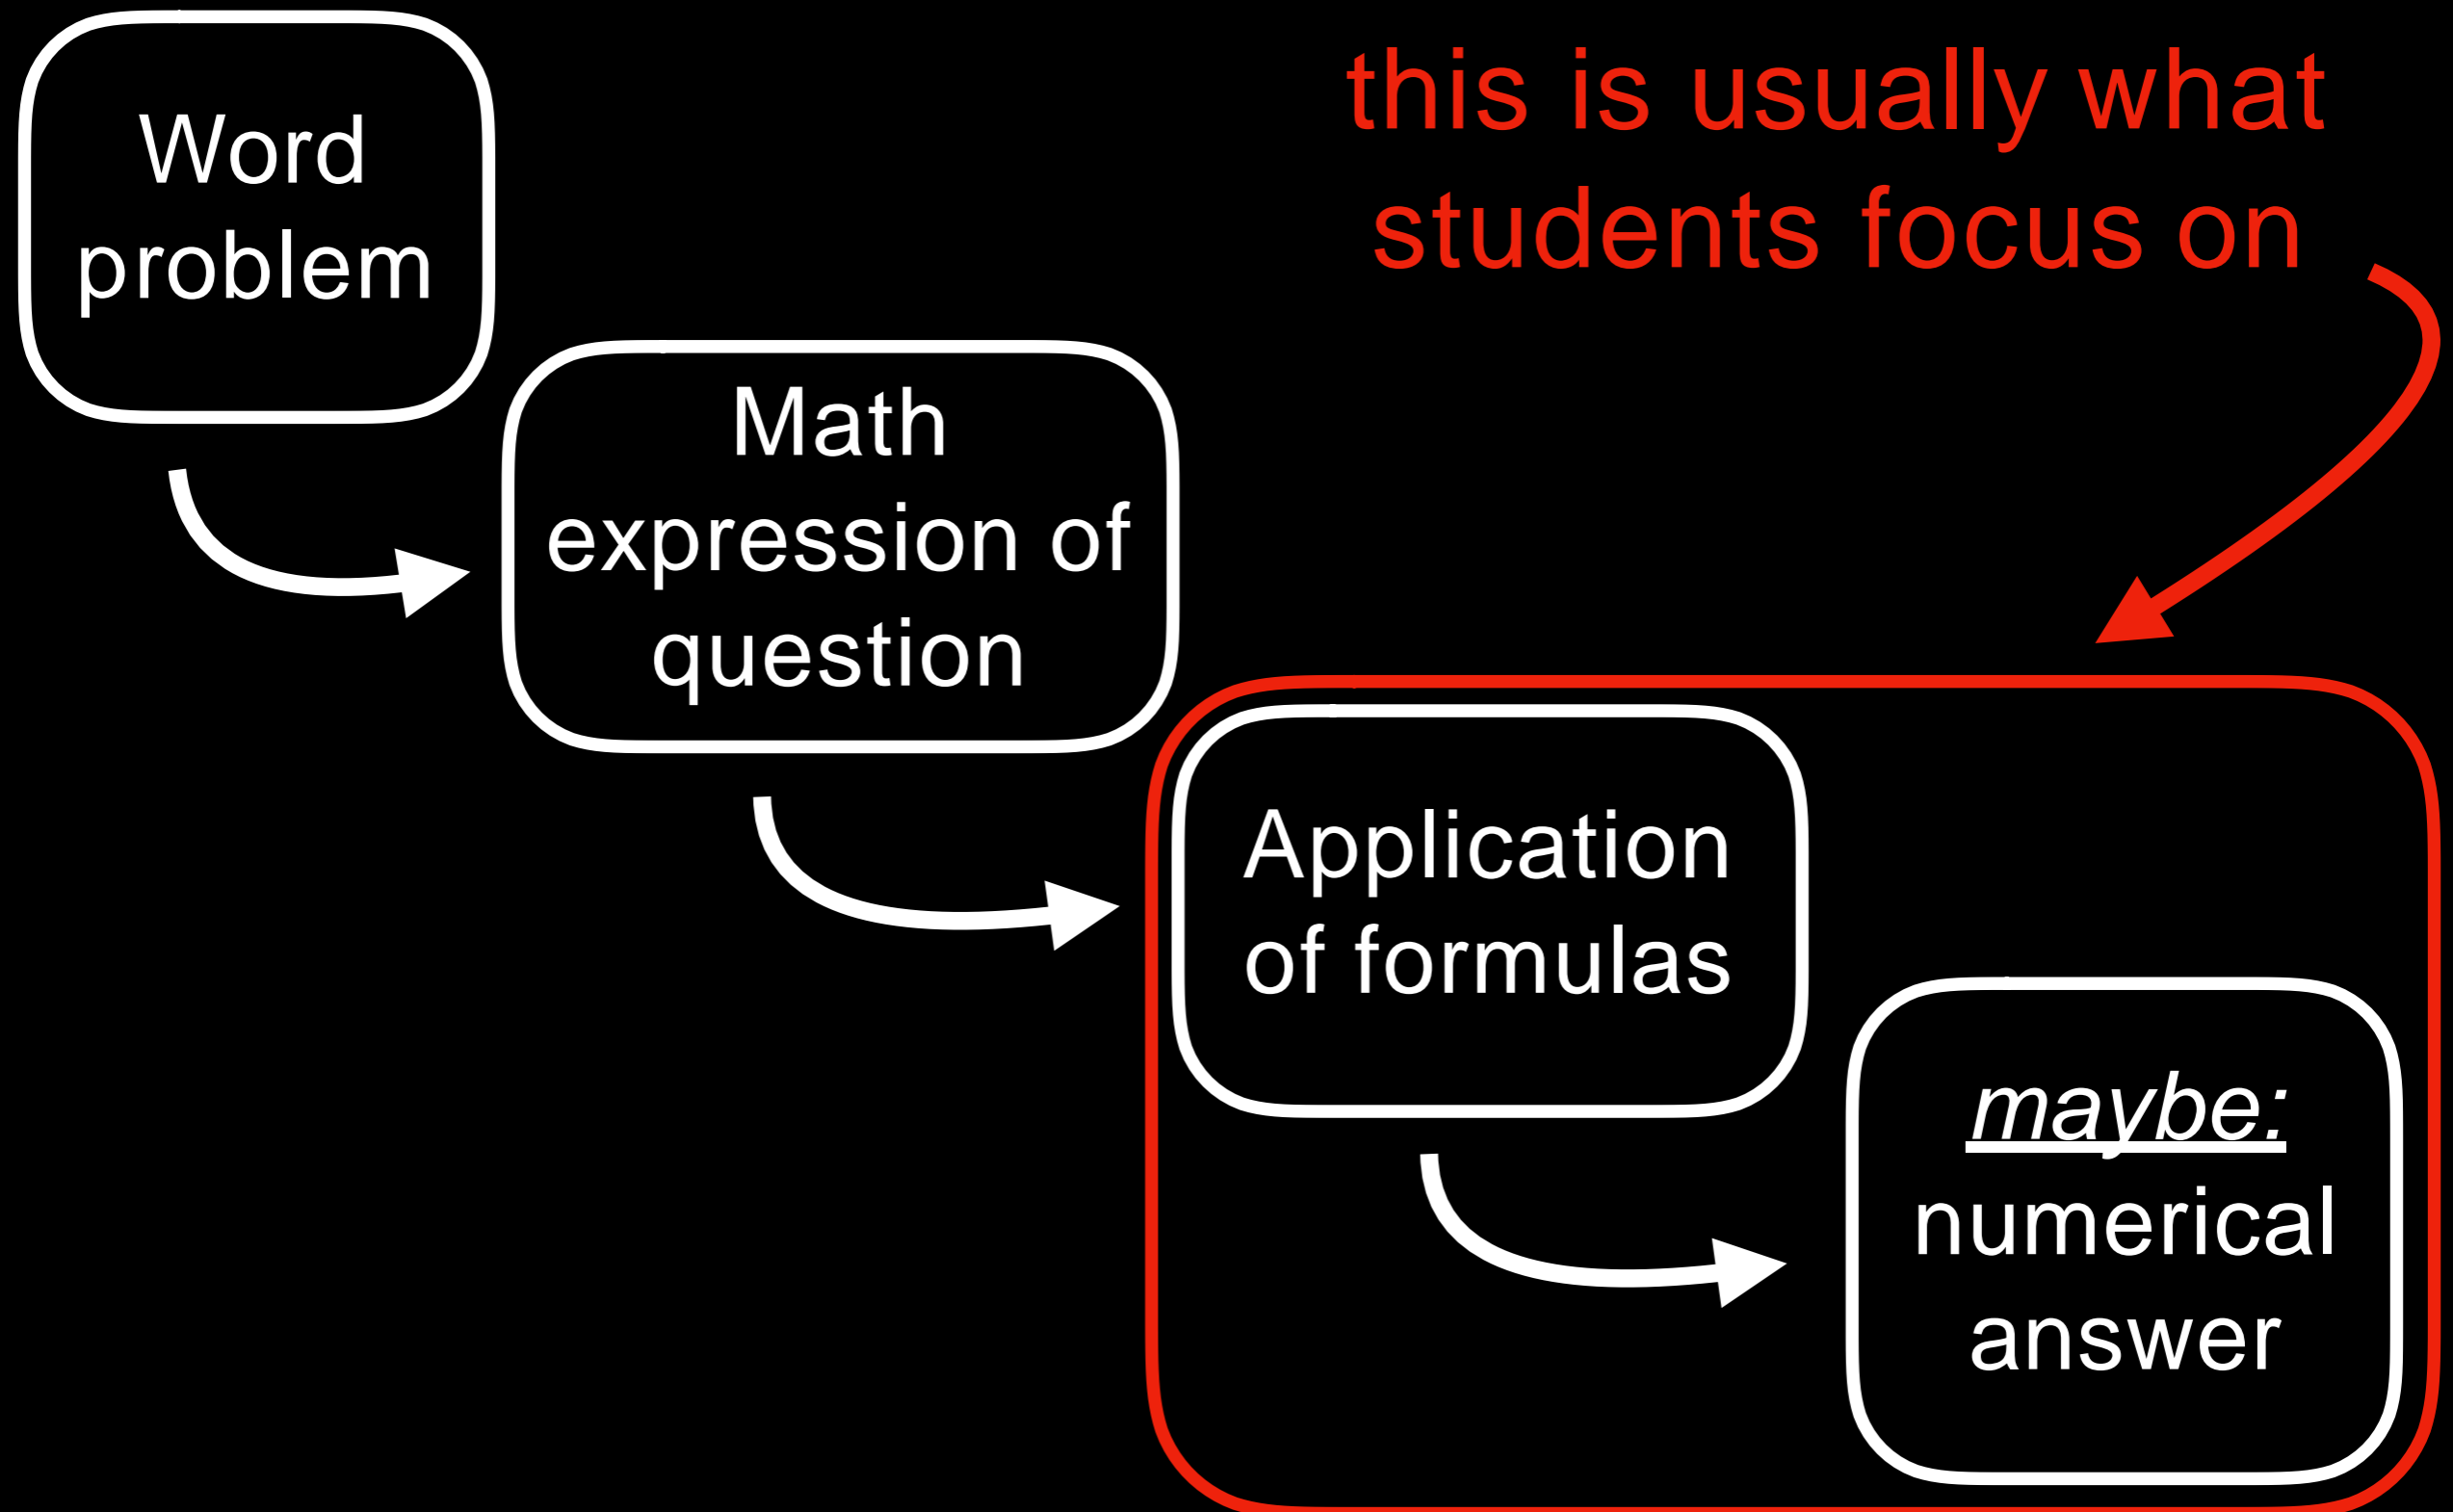 Word
problem
this is usually what
students focus on
Math
expression of
question
Application
of formulas
maybe:
numerical
answer